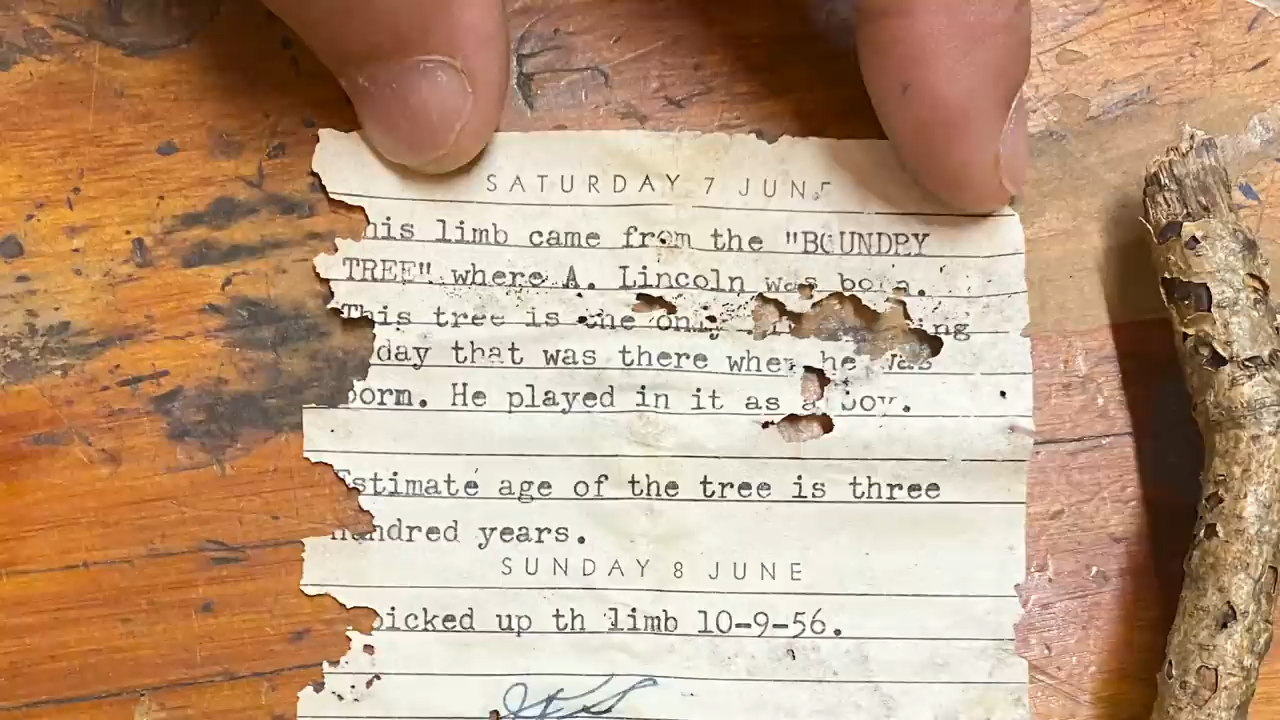 SATURDAY 7 JUNE
his limb came from the "BOUNDRY
TREE" where A. Lincoln was born.
This tree is the only ng
day that was there when he was
born. He played in it as a boy.
Estimate age of the tree is three
hundred years.
SUNDAY 8 JUNE
picked up th limb 10-9-56.